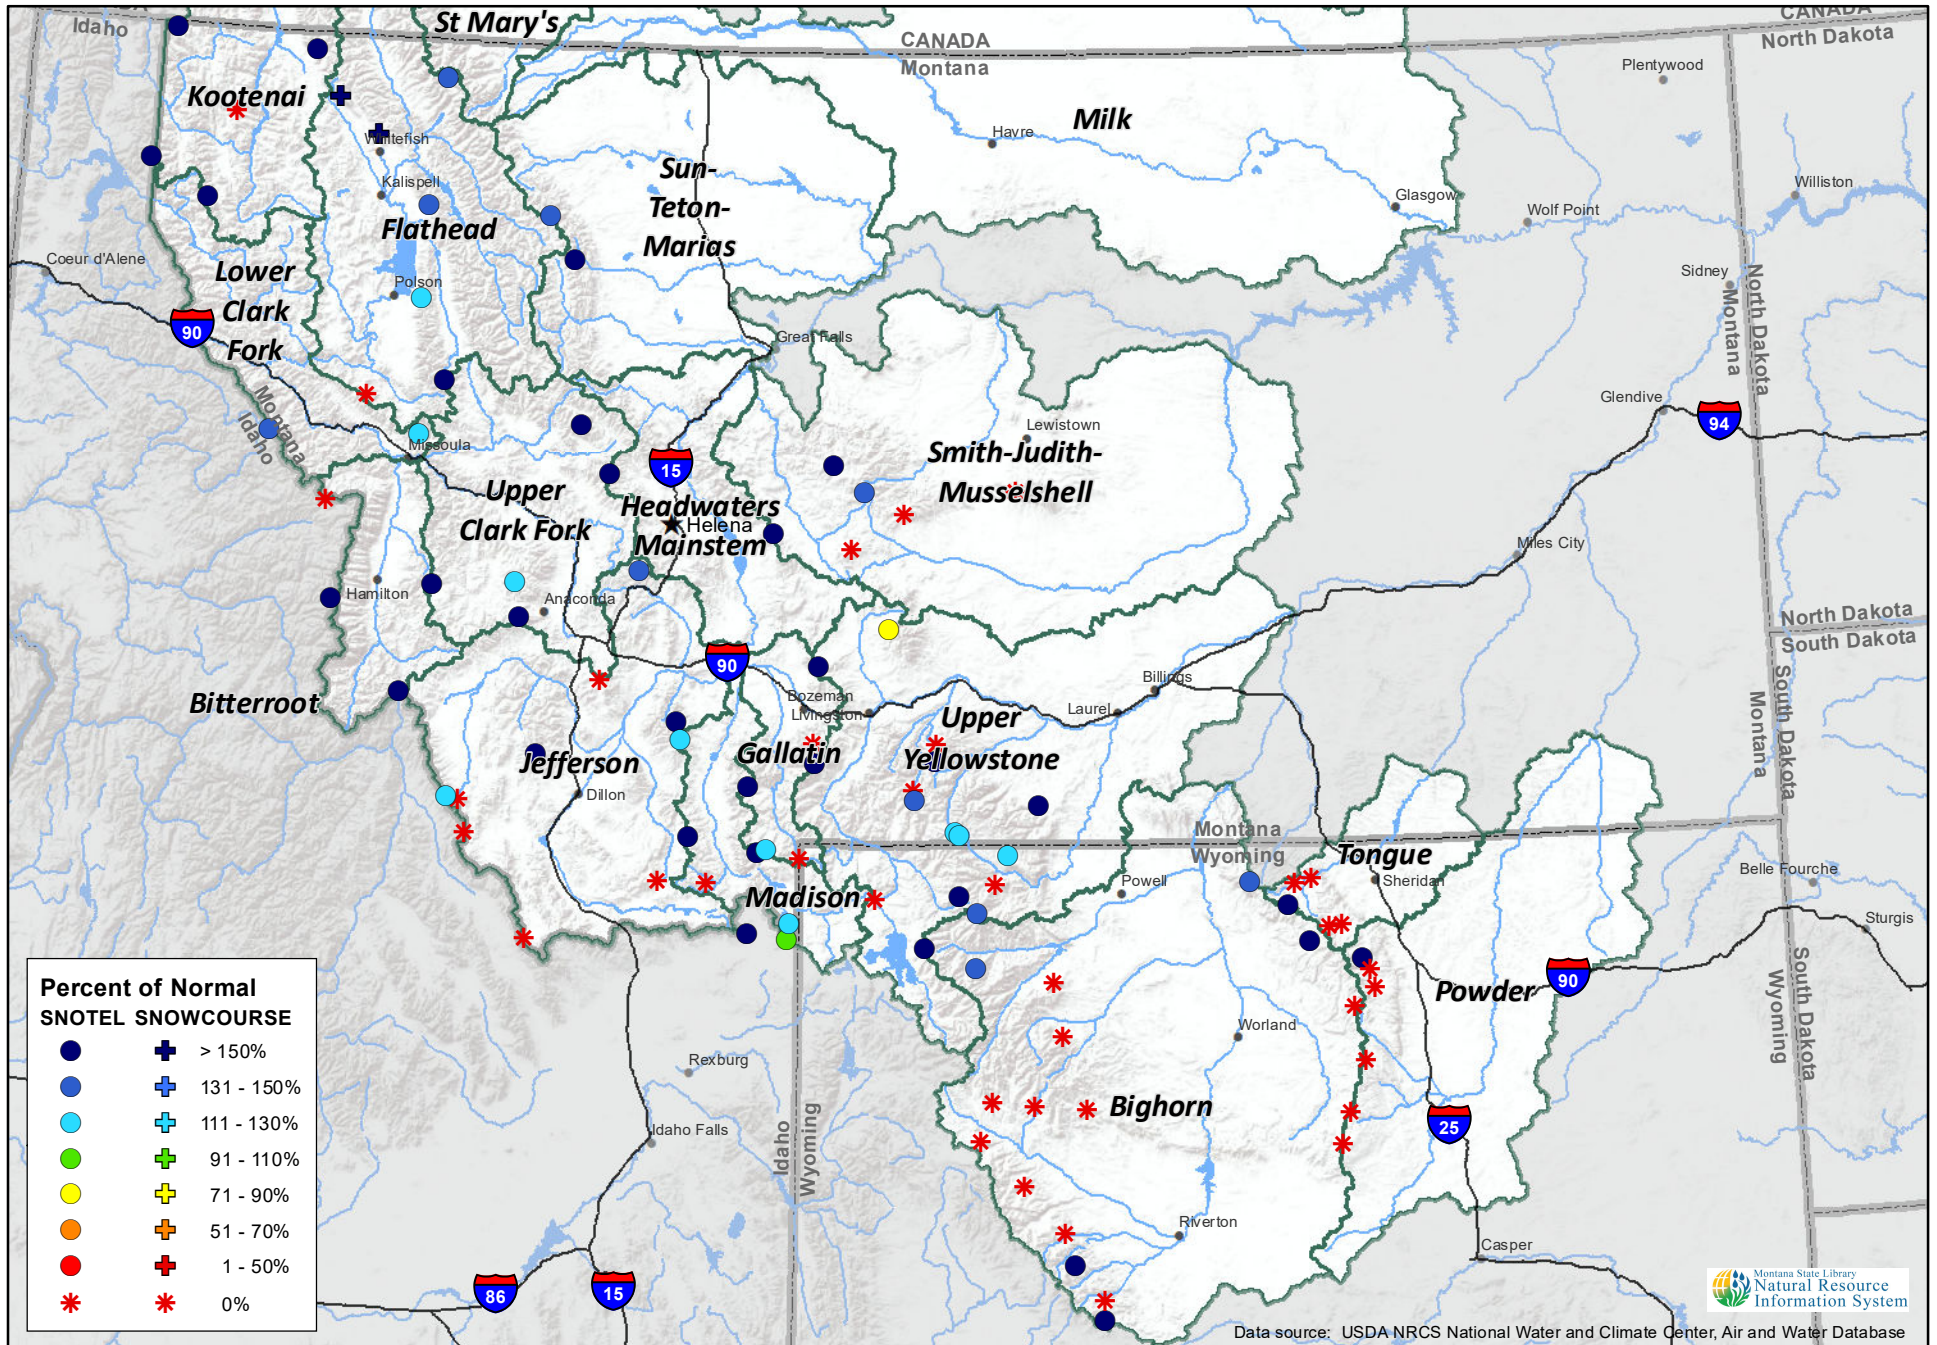 St Mary's
CANADA
Idaho
CANADA
Montana
North Dakota
Plentywood
Kootenai
Whitefish
Havre
Milk
Kalispell
Sun-
Teton-
Marias
Glasgow
Williston
Wolf Point
Flathead
Coeur d'Alene
Lower
Clark
Fork
Polson
Sidney
North Dakota
Montana
90
Great Falls
Glendive
94
Montana
Idaho
Missoula
Lewistown
15
Smith-Judith-
Musselshell
Upper
Clark Fork
Headwaters
Mainstem
Helena
Miles City
Hamilton
Anaconda
North Dakota
South Dakota
Bitterroot
90
Bozeman
Livingston
Billings
Laurel
Upper
Yellowstone
Montana
South Dakota
Jefferson
Gallatin
Dillon
Montana
Wyoming
Tongue
Sheridan
Powell
Belle Fourche
Madison
Sturgis
Powder
90
South Dakota
Wyoming
Worland
Rexburg
Bighorn
25
Idaho Falls
Idaho
Wyoming
Riverton
Casper
86
15
Percent of Normal
SNOTEL SNOWCOURSE
> 150%
131 - 150%
111 - 130%
91 - 110%
71 - 90%
51 - 70%
1 - 50%
0%
Montana State Library
Natural Resource
Information System
Data source: USDA NRCS National Water and Climate Center, Air and Water Database